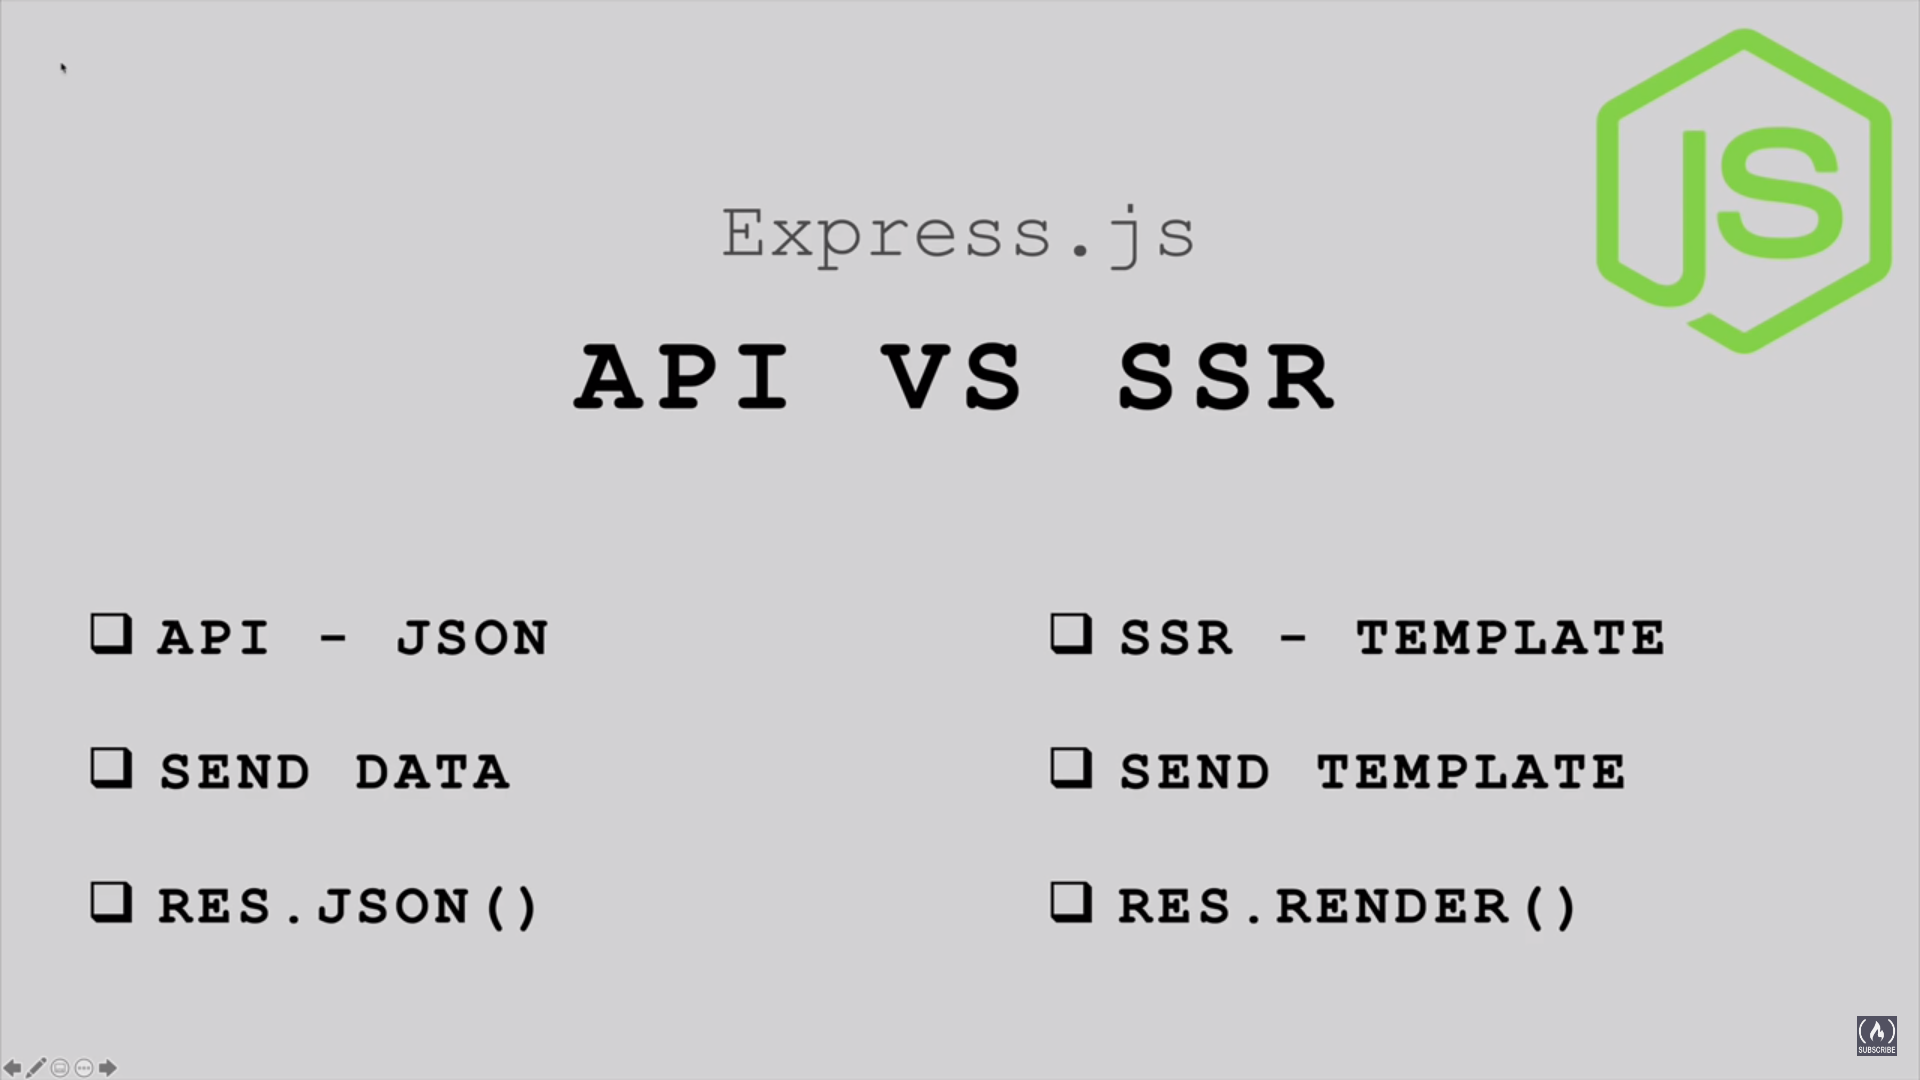 Express.js
API VS SSR
API - JSON
SEND DATA
RES.JSON()
SSR - TEMPLATE
SEND TEMPLATE
RES.RENDER()
JS
SUBSCRIBE